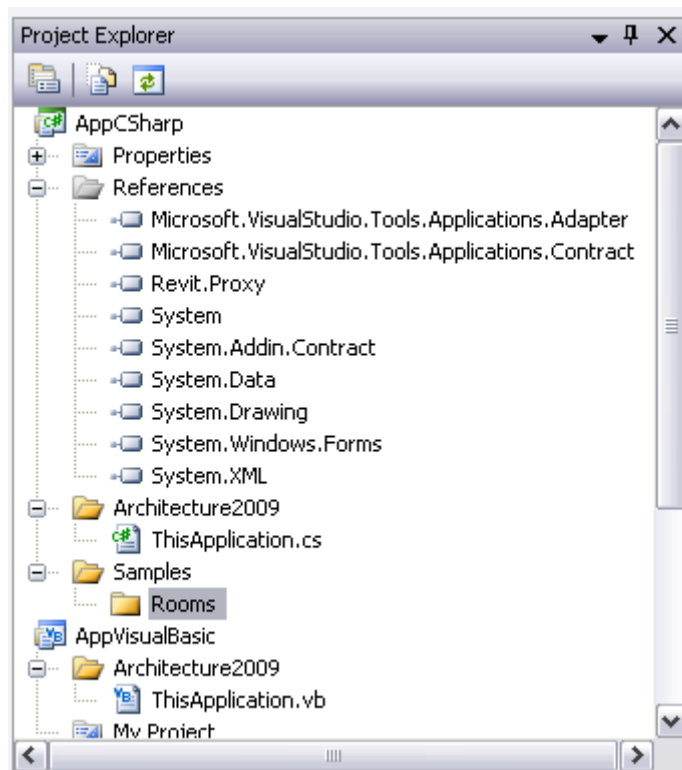 Project Explorer
AppCSharp
Properties
References
Microsoft.VisualStudio.Tools.Applications.Adapter
Microsoft.VisualStudio.Tools.Applications.Contract
Revit.Proxy
System
System.Addin.Contract
System.Data
System.Drawing
System.Windows.Forms
System.XML
Architecture2009
ThisApplication.cs
Samples
Rooms
AppVisualBasic
Architecture2009
ThisApplication.vb
My Project